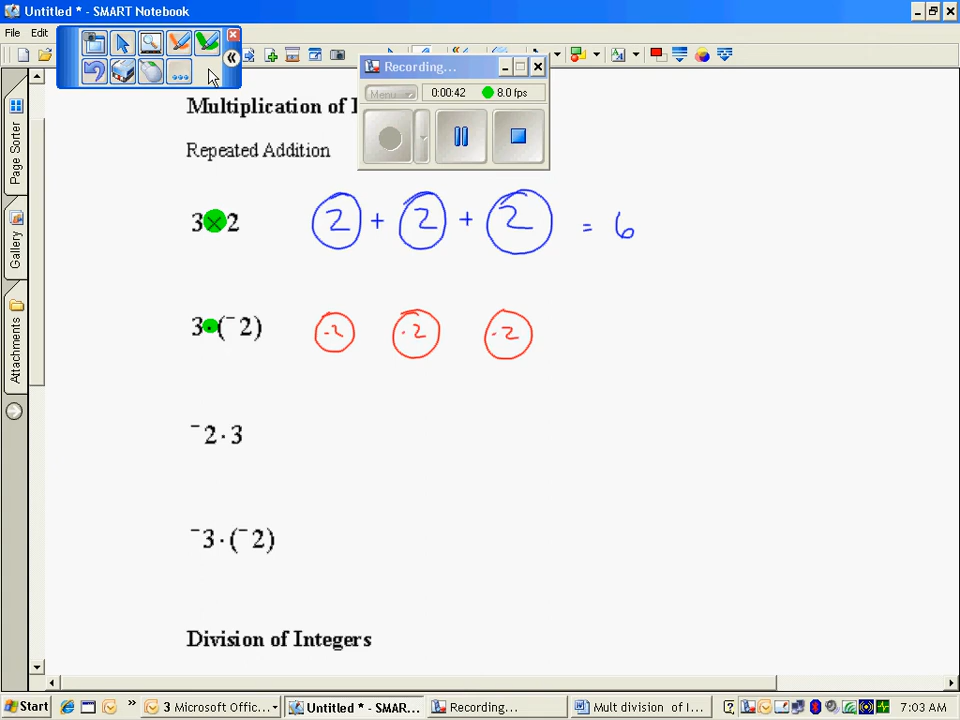 Untitled * - SMART Notebook
File Edit
Recording...
Menu 0:00:42 8.0 fps
Page Sorter
Gallery
Attachments
Multiplication of I
Repeated Addition
3×2 2 + 2 + 2 = 6
3·(⁻2) -2 -2 -2
⁻2·3
⁻3·(⁻2)
Division of Integers
Start » 3 Microsoft Offic... Untitled * - SMAR... Recording... Mult division of I... 7:03 AM